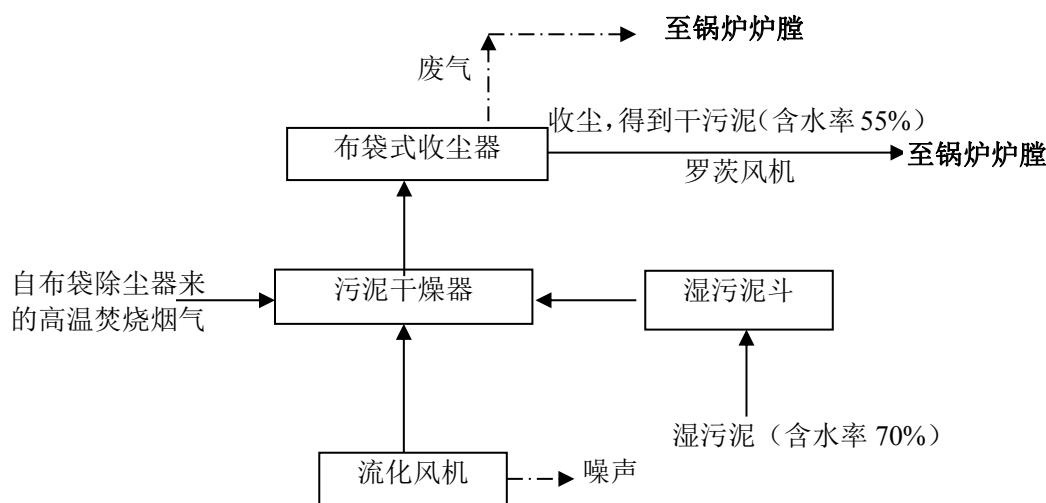 至锅炉炉膛
废气
收尘，得到干污泥（含水率 55%）
布袋式收尘器
至锅炉炉膛
罗茨风机
自布袋除尘器来
的高温焚烧烟气
污泥干燥器
湿污泥斗
湿污泥（含水率 70%）
流化风机
噪声